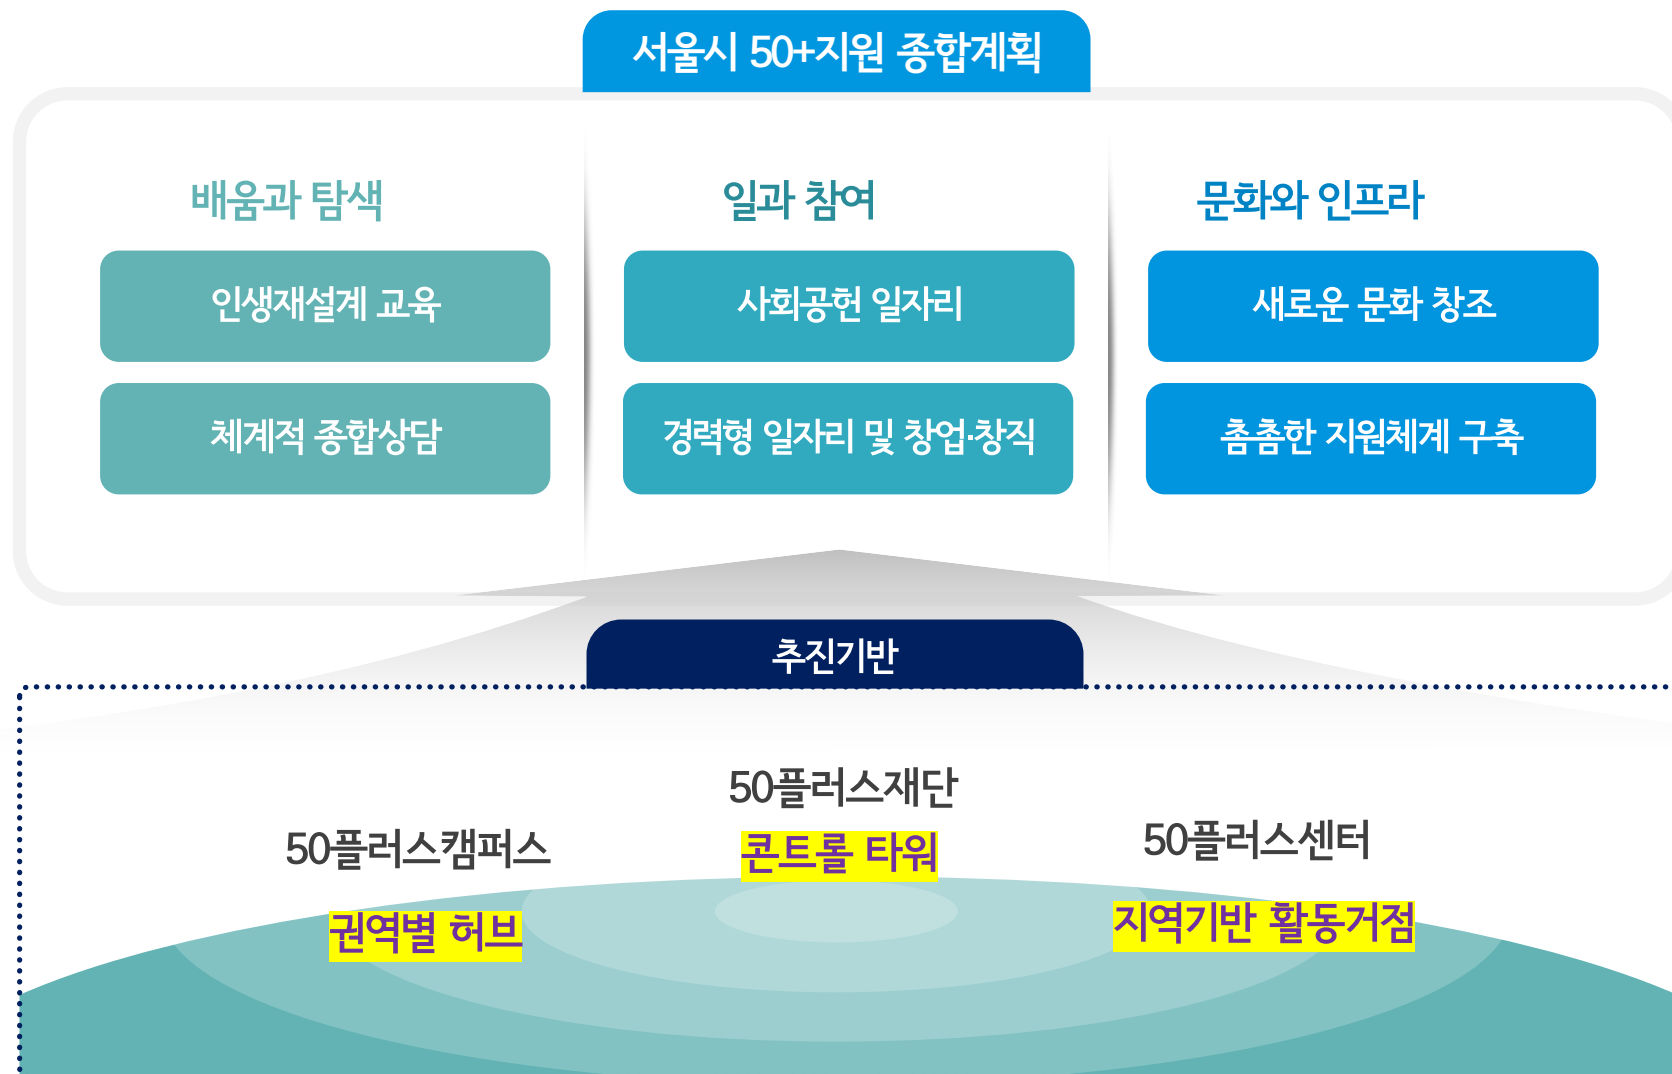 서울시 50+지원 종합계획
배움과 탐색
인생재설계 교육
체계적 종합상담
일과 참여
사회공헌 일자리
경력형 일자리 및 창업·창직
문화와 인프라
새로운 문화 창조
촘촘한 지원체계 구축
추진기반
50플러스캠퍼스
권역별 허브
50플러스재단
콘트롤 타워
50플러스센터
지역기반 활동거점